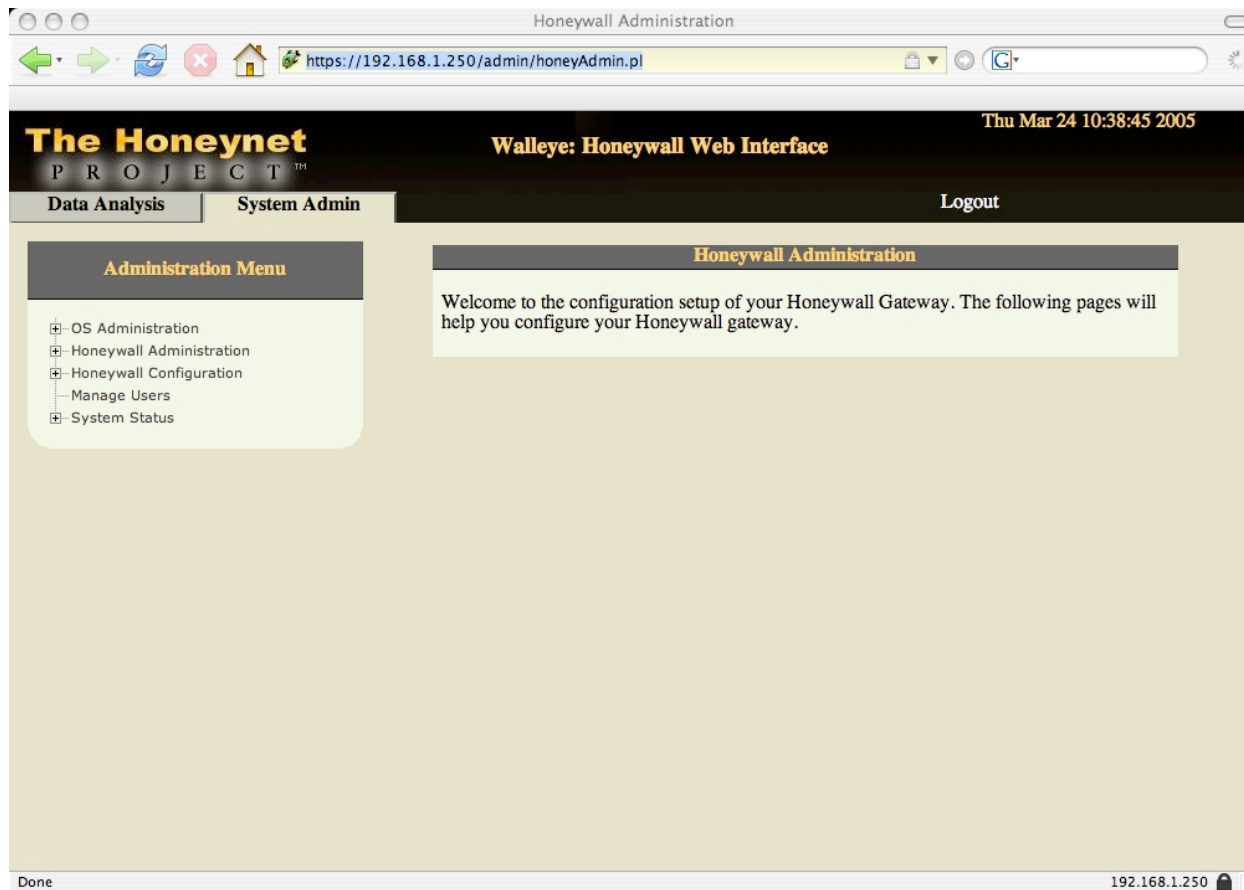 Honeywall Administration
https://192.168.1.250/admin/honeyAdmin.pl
G
The Honeynet
PROJECT™
Walleye: Honeywall Web Interface
Thu Mar 24 10:38:45 2005
Data Analysis
System Admin
Logout
Administration Menu
OS Administration
Honeywall Administration
Honeywall Configuration
Manage Users
System Status
Honeywall Administration
Welcome to the configuration setup of your Honeywall Gateway. The following pages will
help you configure your Honeywall gateway.
Done
192.168.1.250